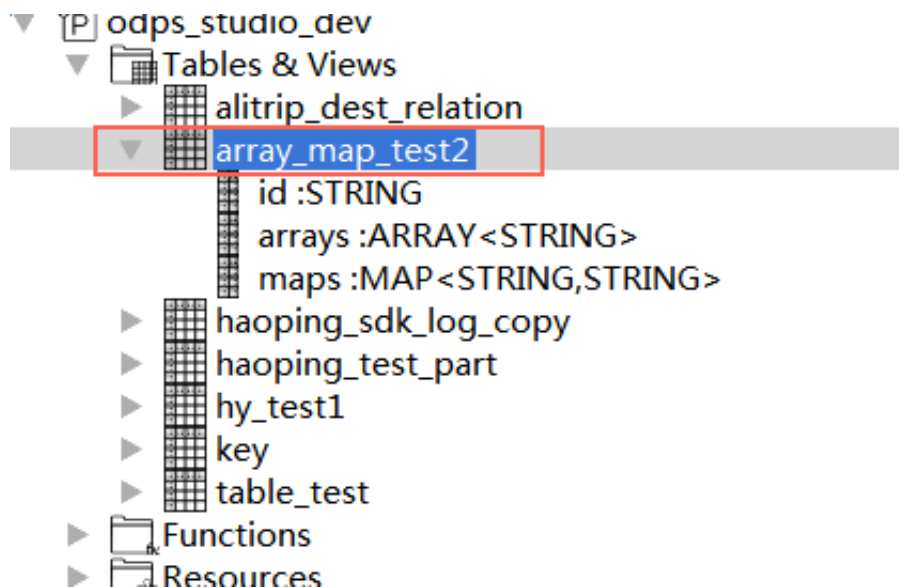 odps_studio_dev
Tables & Views
alitrip_dest_relation
array_map_test2
id :STRING
arrays :ARRAY<STRING>
maps :MAP<STRING,STRING>
haoping_sdk_log_copy
haoping_test_part
hy_test1
key
table_test
Functions
Resources